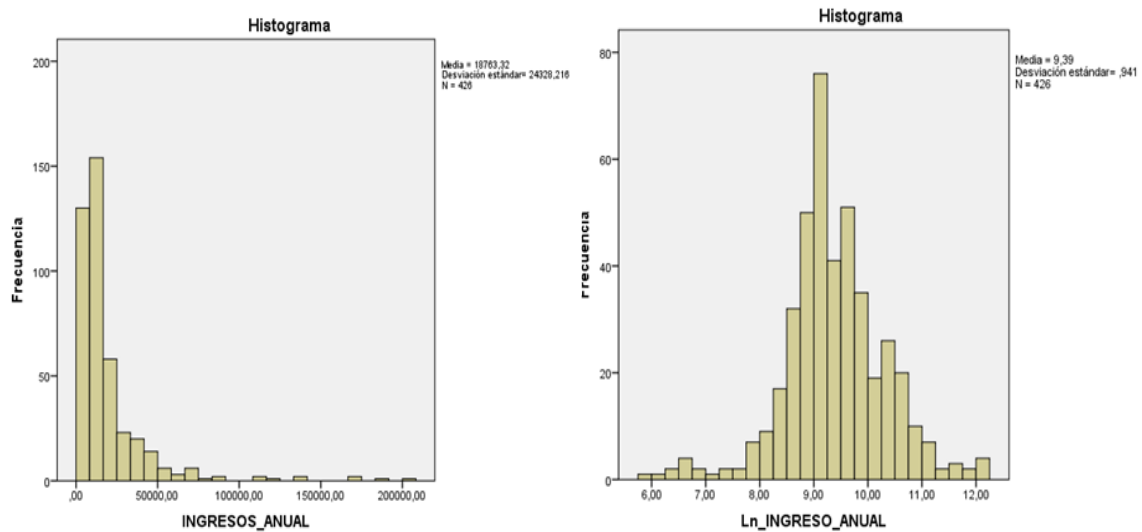 Histograma
Media = 18763,32
Desviación estándar= 24328,216
N = 426
200
150
100
50
0
Frecuencia
,00 50000,00 100000,00 150000,00 200000,00
INGRESOS_ANUAL
Histograma
Media = 9,39
Desviación estándar= ,941
N = 426
80
60
40
20
0
Frecuencia
6,00 7,00 8,00 9,00 10,00 11,00 12,00
Ln_INGRESO_ANUAL